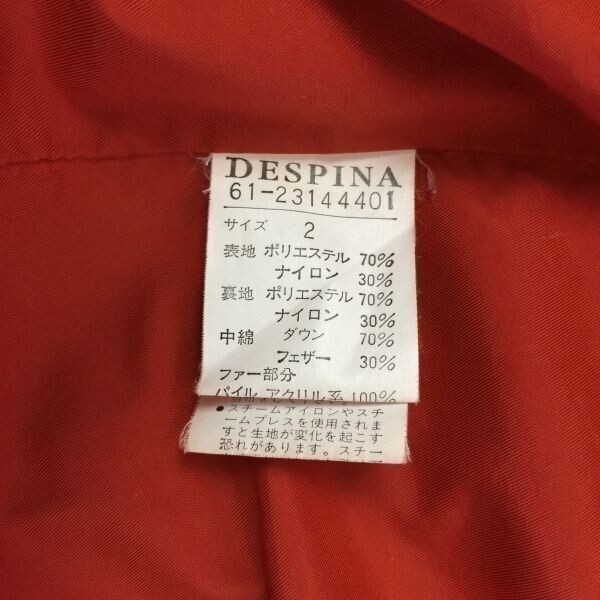 DESPINA
61-23144401
サイズ 2
表地 ポリエステル 70%
ナイロン 30%
裏地 ポリエステル 70%
ナイロン 30%
中綿 ダウン 70%
フェザー 30%
ファー部分
パイル アクリル系 100%
●スチームアイロンやスチ
ームプレスを使用されま
すと生地が変化を起こす
恐れがあります。スチー